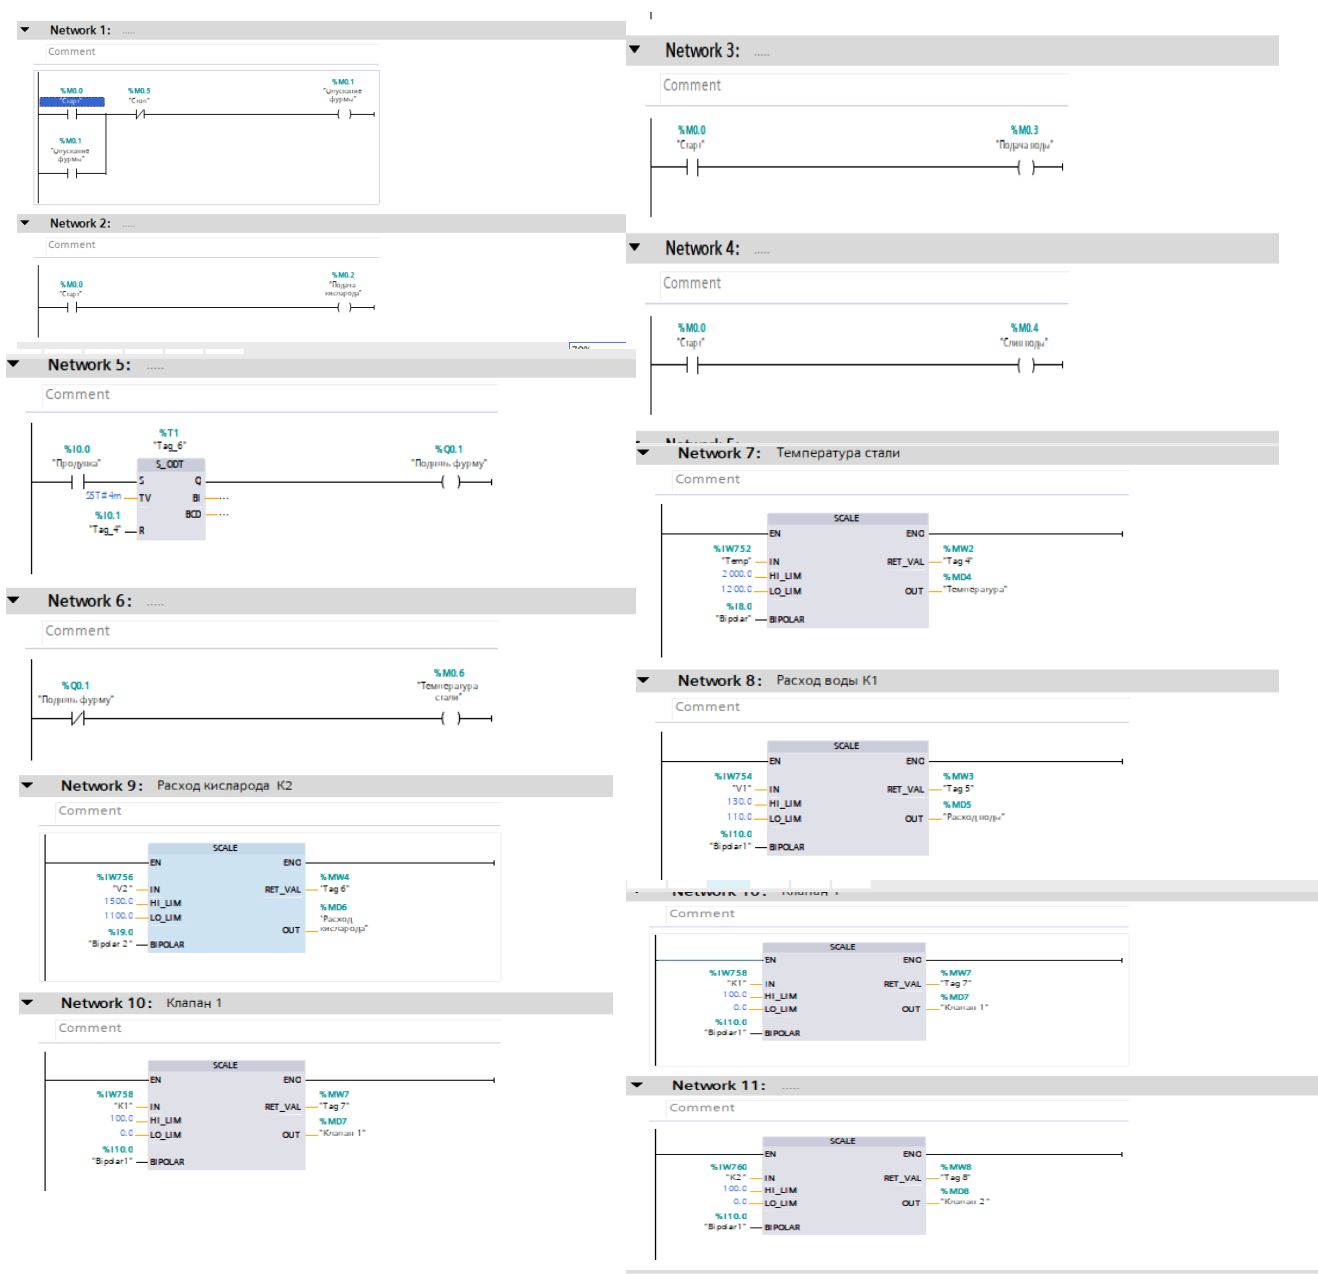 Network 1: .....
Comment
%M0.0
"Старт"
%M0.5
"Стоп"
%M0.1
"Опускание
фурмы"
%M0.1
"Опускание
фурмы"
Network 2: .....
Comment
%M0.0
"Старт"
%M0.2
"Подача
кисларода"
Network 3: .....
Comment
%M0.0
"Старт"
%M0.3
"Подача воды"
Network 4: .....
Comment
%M0.0
"Старт"
%M0.4
"Слив воды"
Network 5: .....
Comment
%I0.0
"Продувка"
%T1
"Tag_6"
S_ODT
S Q
S5T#4m TV BI ...
BCD ...
%I0.1
"Tag_4" R
%Q0.1
"Поднять фурму"
Network 6: .....
Comment
%Q0.1
"Поднять фурму"
%M0.6
"Температура
стали"
Network 7: Температура стали
Comment
SCALE
EN ENO
%IW752
"Temp" IN
2000.0 HI_LIM
1200.0 LO_LIM
%I8.0
"Bipolar" BIPOLAR
%MW2
RET_VAL "Tag 4"
%MD4
OUT "Температура"
Network 8: Расход воды К1
Comment
SCALE
EN ENO
%IW754
"V1" IN
130.0 HI_LIM
110.0 LO_LIM
%I10.0
"Bipolar1" BIPOLAR
%MW3
RET_VAL "Tag 5"
%MD5
OUT "Расход воды"
Network 9: Расход кисларода К2
Comment
SCALE
EN ENO
%IW756
"V2" IN
1500.0 HI_LIM
1100.0 LO_LIM
%I9.0
"Bipolar 2" BIPOLAR
%MW4
RET_VAL "Tag 6"
%MD6
"Расход
OUT кисларода"
Network 10: Клапан 1
Comment
SCALE
EN ENO
%IW758
"K1" IN
100.0 HI_LIM
0.0 LO_LIM
%I10.0
"Bipolar1" BIPOLAR
%MW7
RET_VAL "Tag 7"
%MD7
OUT "Клапан 1"
Network 10: Клапан 1
Comment
SCALE
EN ENO
%IW758
"K1" IN
100.0 HI_LIM
0.0 LO_LIM
%I10.0
"Bipolar1" BIPOLAR
%MW7
RET_VAL "Tag 7"
%MD7
OUT "Клапан 1"
Network 11: .....
Comment
SCALE
EN ENO
%IW760
"K2" IN
100.0 HI_LIM
0.0 LO_LIM
%I10.0
"Bipolar1" BIPOLAR
%MW8
RET_VAL "Tag 8"
%MD8
OUT "Клапан 2"